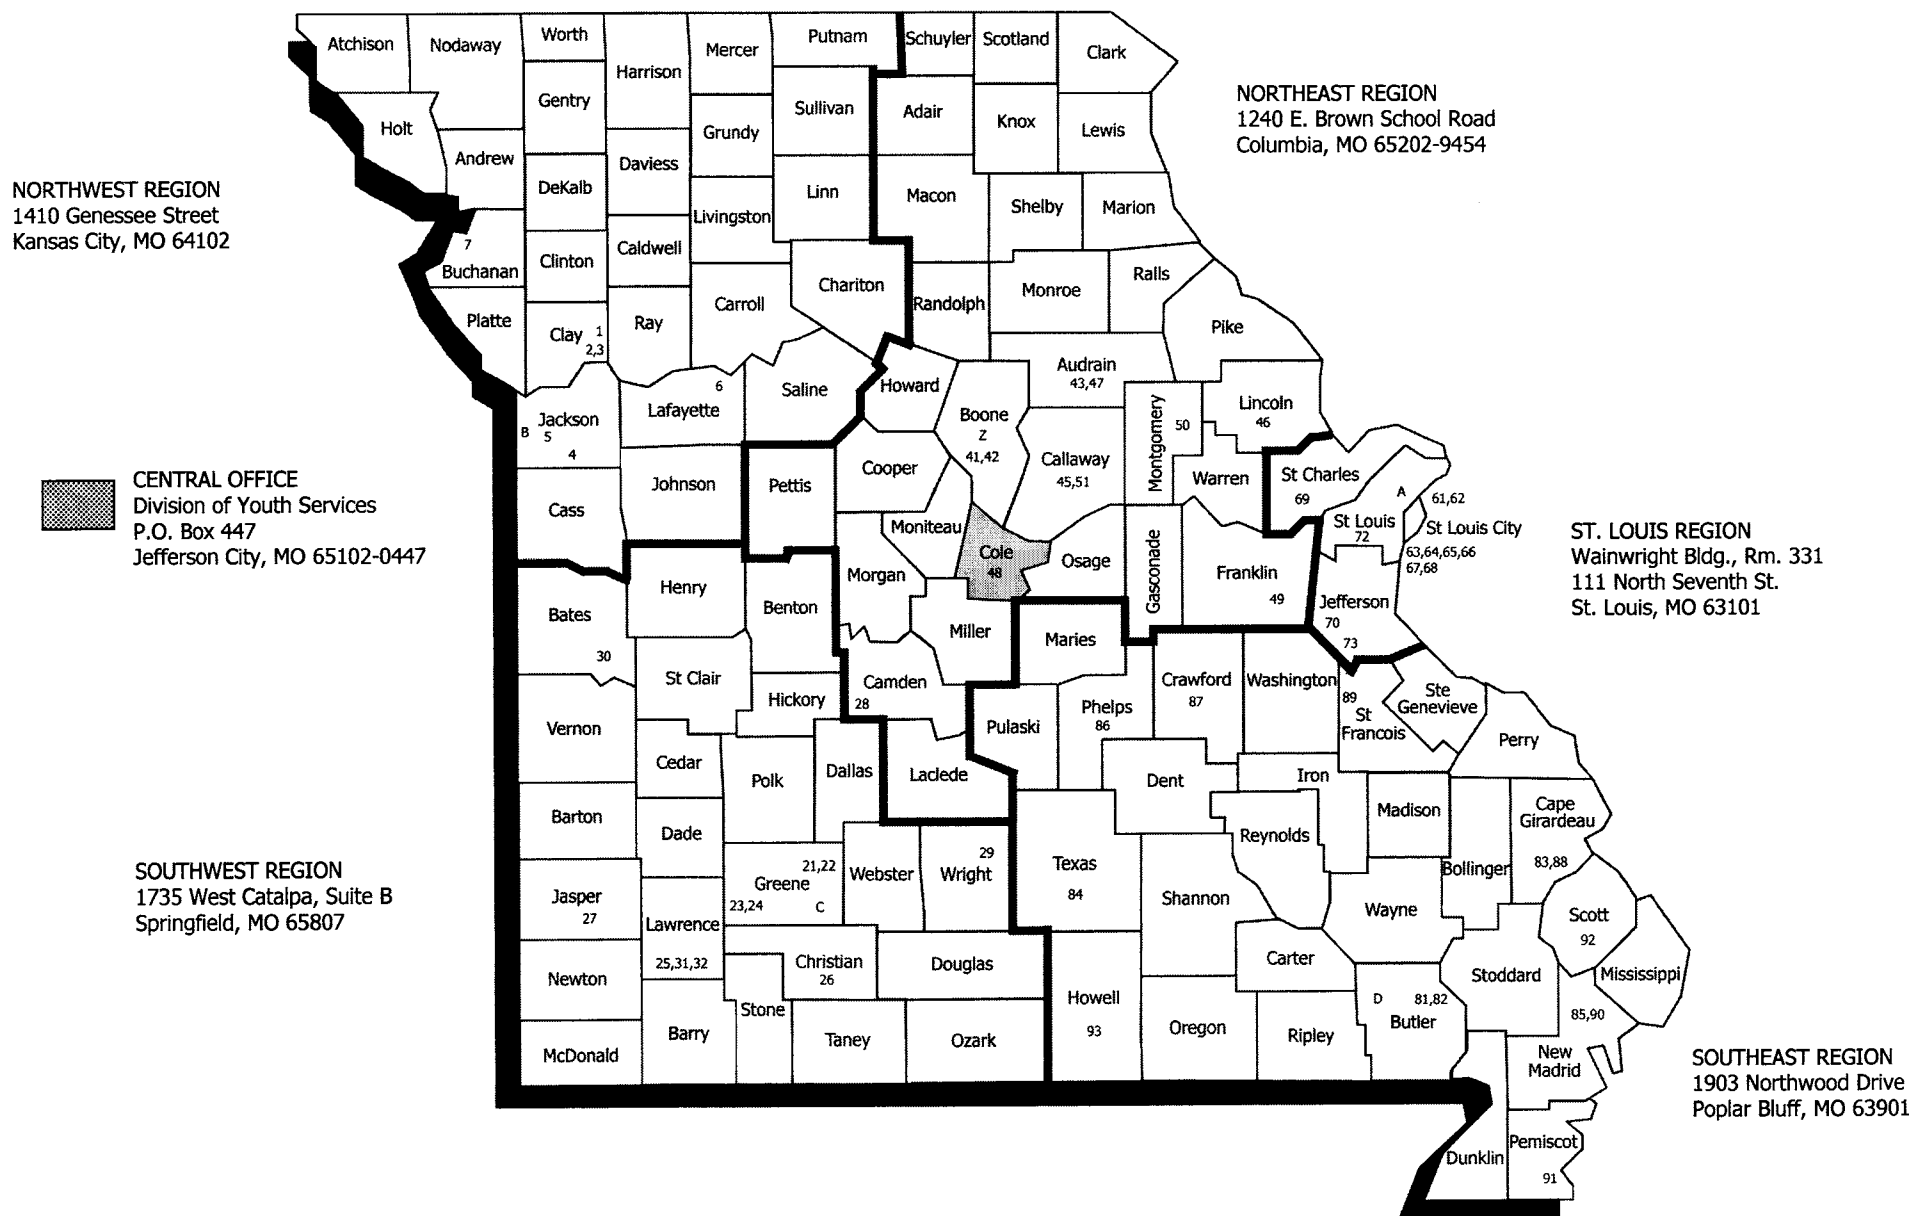 Atchison
Nodaway
Worth
Harrison
Mercer
Putnam
Schuyler
Scotland
Clark
Gentry
Sullivan
Adair
Knox
Lewis
Holt
Andrew
Grundy
Daviess
DeKalb
Linn
Macon
Shelby
Marion
Livingston
7
Buchanan
Clinton
Caldwell
Chariton
Carroll
Randolph
Monroe
Ralls
Platte
Clay 1
2,3
Ray
Pike
NORTHEAST REGION
1240 E. Brown School Road
Columbia, MO 65202-9454
NORTHWEST REGION
1410 Genessee Street
Kansas City, MO 64102
Audrain
43,47
6
Lafayette
Saline
Howard
Boone
Z
41,42
Jackson
B 5
4
Lincoln
46
Montgomery
50
Callaway
45,51
Cooper
Warren
St Charles
69
Johnson
Pettis
Cass
Moniteau
A
61,62
St Louis
72
St Louis City
63,64,65,66
67,68
CENTRAL OFFICE
Division of Youth Services
P.O. Box 447
Jefferson City, MO 65102-0447
ST. LOUIS REGION
Wainwright Bldg., Rm. 331
111 North Seventh St.
St. Louis, MO 63101
Cole
48
Osage
Gasconade
Franklin
49
Jefferson
70
73
Henry
Benton
Morgan
Miller
Maries
Bates
30
St Clair
Hickory
Camden
28
Pulaski
Phelps
86
Crawford
87
Washington
89
St
Francois
Ste
Genevieve
Perry
Vernon
Cedar
Polk
Dallas
Laclede
Dent
Iron
Madison
Cape
Girardeau
83,88
Barton
Dade
Reynolds
Bollinger
21,22
Greene
23,24
C
Webster
29
Wright
Texas
84
Shannon
Wayne
Scott
92
Jasper
27
Lawrence
25,31,32
SOUTHWEST REGION
1735 West Catalpa, Suite B
Springfield, MO 65807
Christian
26
Douglas
Carter
Stoddard
Mississippi
Newton
Stone
Howell
93
Oregon
Ripley
D
81,82
Butler
85,90
New
Madrid
McDonald
Barry
Taney
Ozark
SOUTHEAST REGION
1903 Northwood Drive
Poplar Bluff, MO 63901
Dunklin
Pemiscot
91